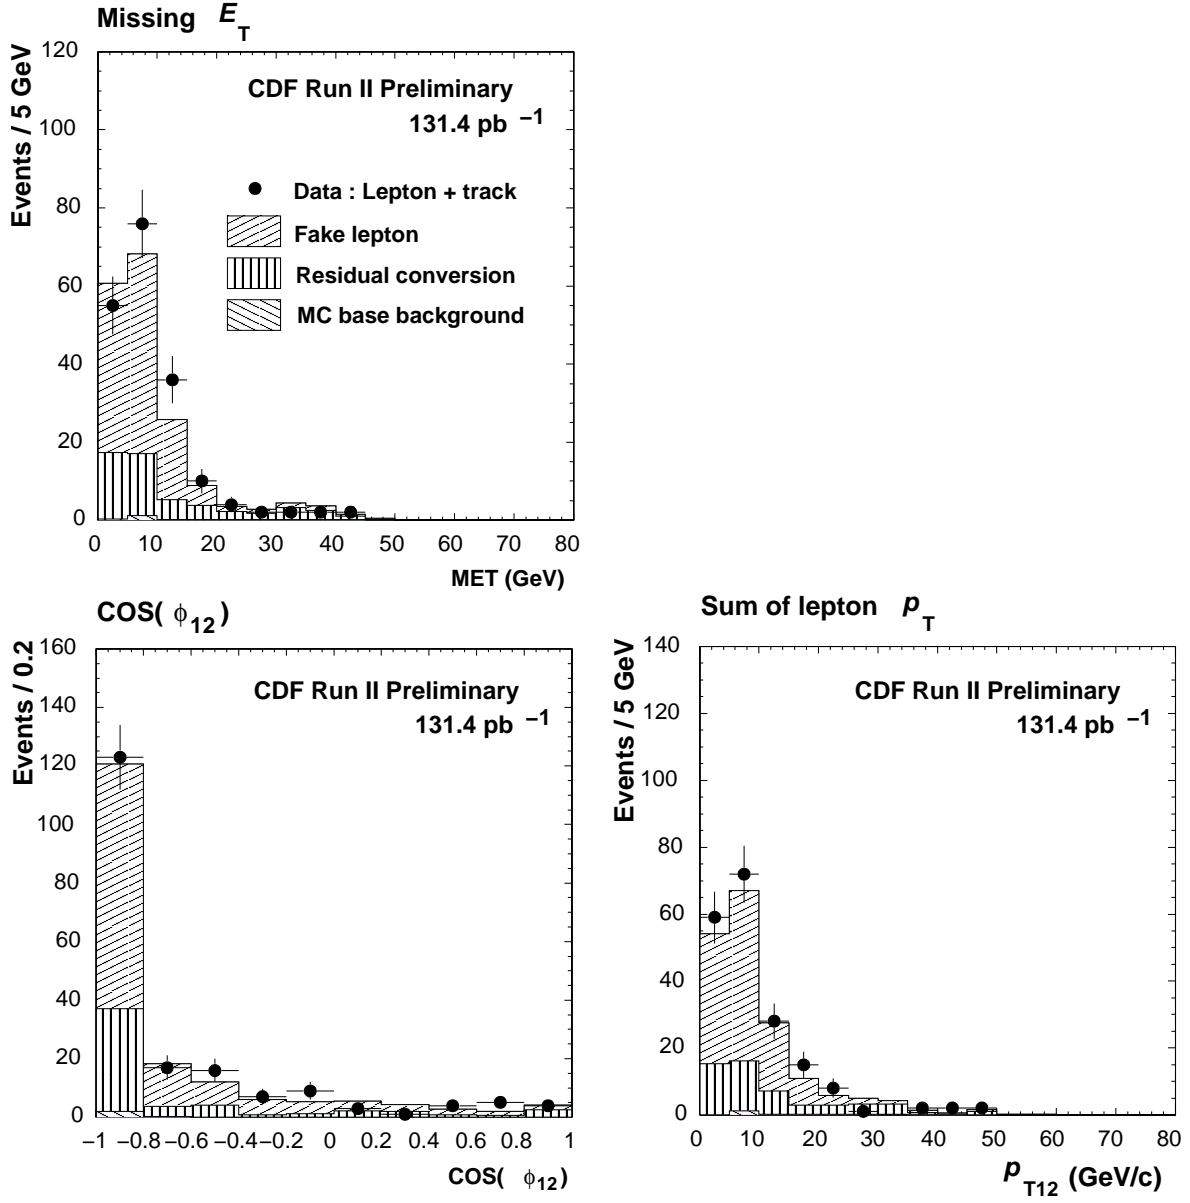 Missing E_T
Events / 5 GeV
120
100
80
60
40
20
0
CDF Run II Preliminary
131.4 pb −1
Data : Lepton + track
Fake lepton
Residual conversion
MC base background
0 10 20 30 40 50 60 70 80
MET (GeV)
COS( ϕ12)
Events / 0.2
160
140
120
100
80
60
40
20
0
CDF Run II Preliminary
131.4 pb −1
−1 −0.8 −0.6 −0.4 −0.2 0 0.2 0.4 0.6 0.8 1
COS( ϕ12)
Sum of lepton pT
Events / 5 GeV
140
120
100
80
60
40
20
0
CDF Run II Preliminary
131.4 pb −1
0 10 20 30 40 50 60 70 80
pT12 (GeV/c)